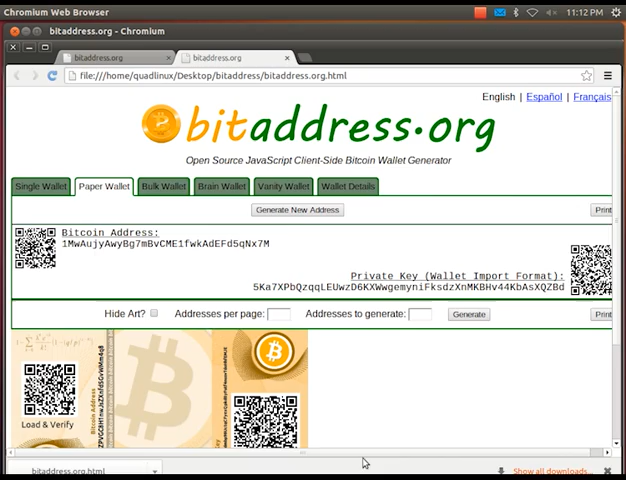 Chromium Web Browser
11:12 PM
bitaddress.org - Chromium
bitaddress.org
bitaddress.org
file:///home/quadlinux/Desktop/bitaddress/bitaddress.org.html
English | Español | Français
bitaddress.org
Open Source JavaScript Client-Side Bitcoin Wallet Generator
Single Wallet
Paper Wallet
Bulk Wallet
Brain Wallet
Vanity Wallet
Wallet Details
Generate New Address
Print
Bitcoin Address:
1MwAujyAwyBg7mBvCME1fwkAdEFd5qNx7M
Private Key (Wallet Import Format):
5Ka7XPbQzqqLEUwzD6KXWwgemyniFksdzXnMKBHv44KbAsXQZBd
Hide Art?
Addresses per page:
Addresses to generate:
Generate
Print
Bitcoin Address
Load & Verify
Key
bitaddress.org.html
Show all downloads...